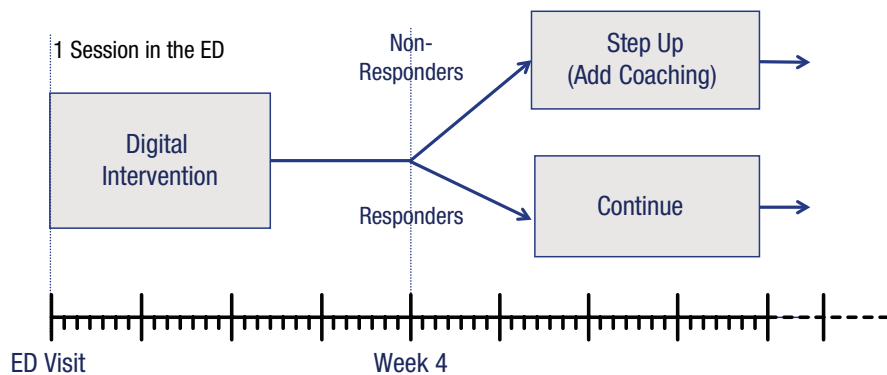 1 Session in the ED
Non-
Responders
Step Up
(Add Coaching)
Digital
Intervention
Responders
Continue
ED Visit
Week 4